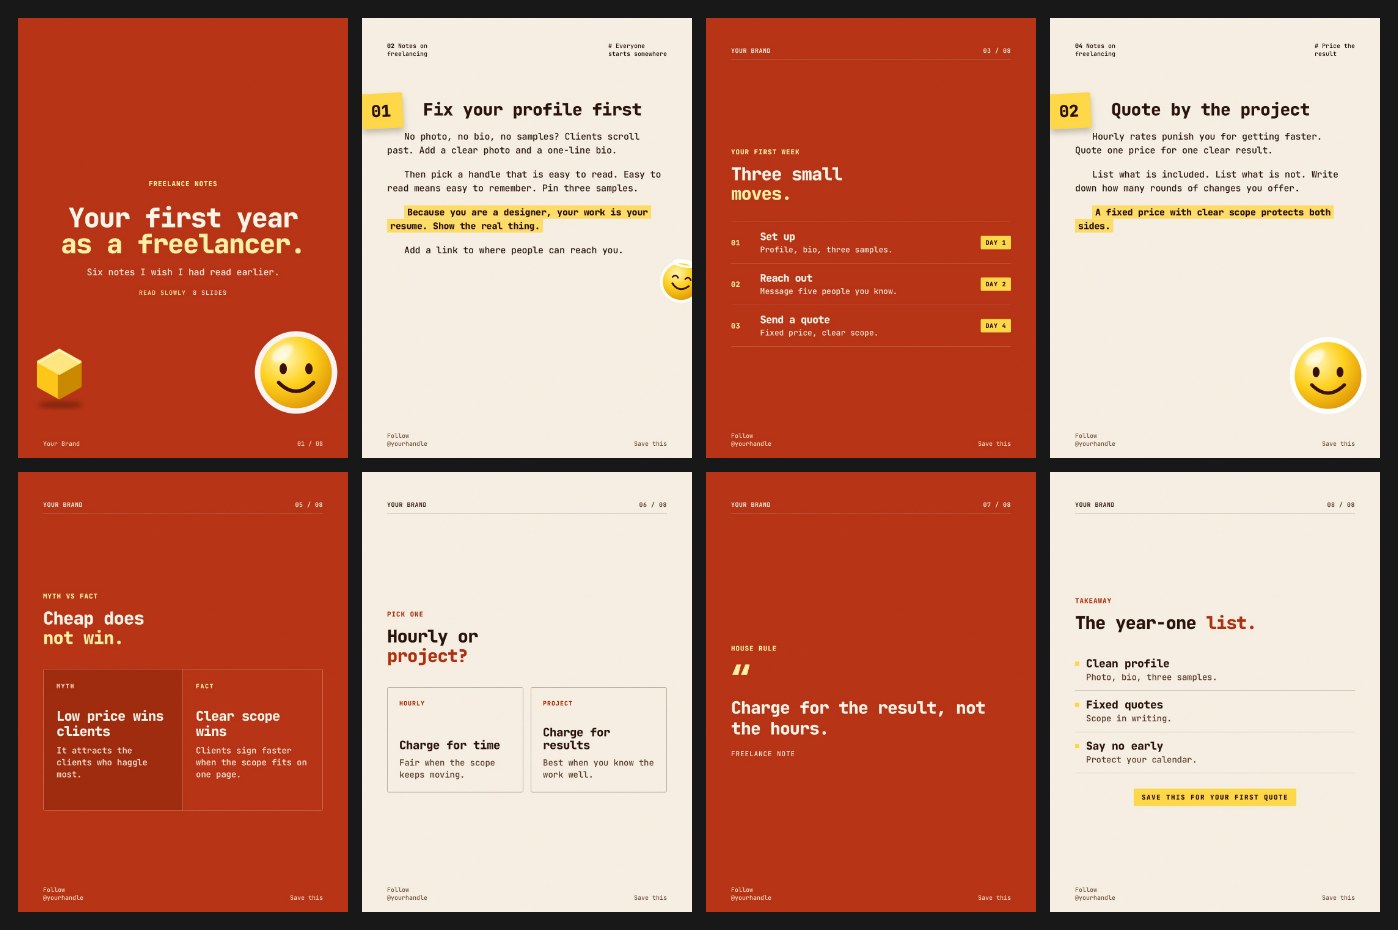 FREELANCE NOTES
Your first year
as a freelancer.
Six notes I wish I had read earlier.
READ SLOWLY 8 SLIDES
Your Brand
01 / 08
02 Notes on
freelancing
# Everyone
starts somewhere
01
Fix your profile first
No photo, no bio, no samples? Clients scroll
past. Add a clear photo and a one-line bio.
Then pick a handle that is easy to read. Easy to
read means easy to remember. Pin three samples.
Because you are a designer, your work is your
resume. Show the real thing.
Add a link to where people can reach you.
Follow
@yourhandle
Save this
YOUR BRAND
03 / 08
YOUR FIRST WEEK
Three small
moves.
01
Set up
Profile, bio, three samples.
DAY 1
02
Reach out
Message five people you know.
DAY 2
03
Send a quote
Fixed price, clear scope.
DAY 4
Follow
@yourhandle
Save this
04 Notes on
freelancing
# Price the
result
02
Quote by the project
Hourly rates punish you for getting faster.
Quote one price for one clear result.
List what is included. List what is not. Write
down how many rounds of changes you offer.
A fixed price with clear scope protects both
sides.
Follow
@yourhandle
Save this
YOUR BRAND
05 / 08
MYTH VS FACT
Cheap does
not win.
MYTH
Low price wins
clients
It attracts the
clients who haggle
most.
FACT
Clear scope
wins
Clients sign faster
when the scope fits on
one page.
Follow
@yourhandle
Save this
YOUR BRAND
06 / 08
PICK ONE
Hourly or
project?
HOURLY
Charge for time
Fair when the scope
keeps moving.
PROJECT
Charge for
results
Best when you know the
work well.
Follow
@yourhandle
Save this
YOUR BRAND
07 / 08
HOUSE RULE
“
Charge for the result, not
the hours.
FREELANCE NOTE
Follow
@yourhandle
Save this
YOUR BRAND
08 / 08
TAKEAWAY
The year-one list.
Clean profile
Photo, bio, three samples.
Fixed quotes
Scope in writing.
Say no early
Protect your calendar.
SAVE THIS FOR YOUR FIRST QUOTE
Follow
@yourhandle
Save this